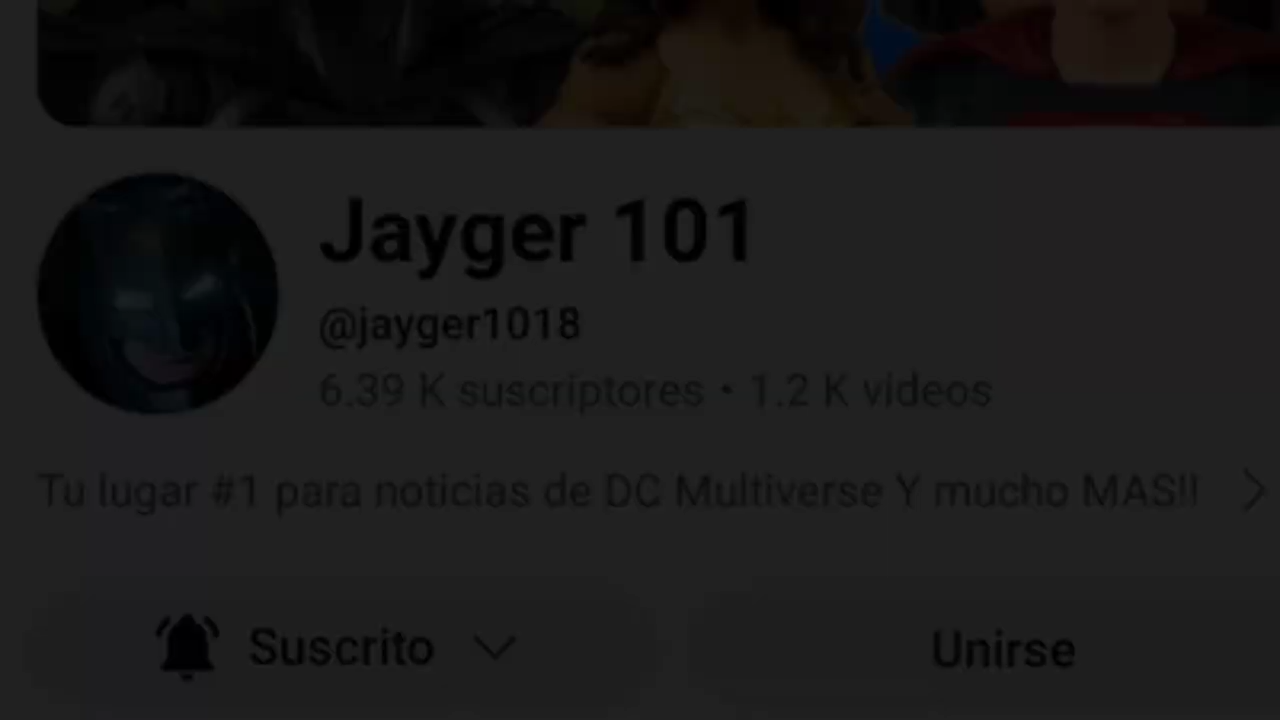 Jayger 101
@jayger1018
6.39 K suscriptores • 1.2 K videos
Tu lugar #1 para noticias de DC Multiverse Y mucho MAS!!
Suscrito
Unirse